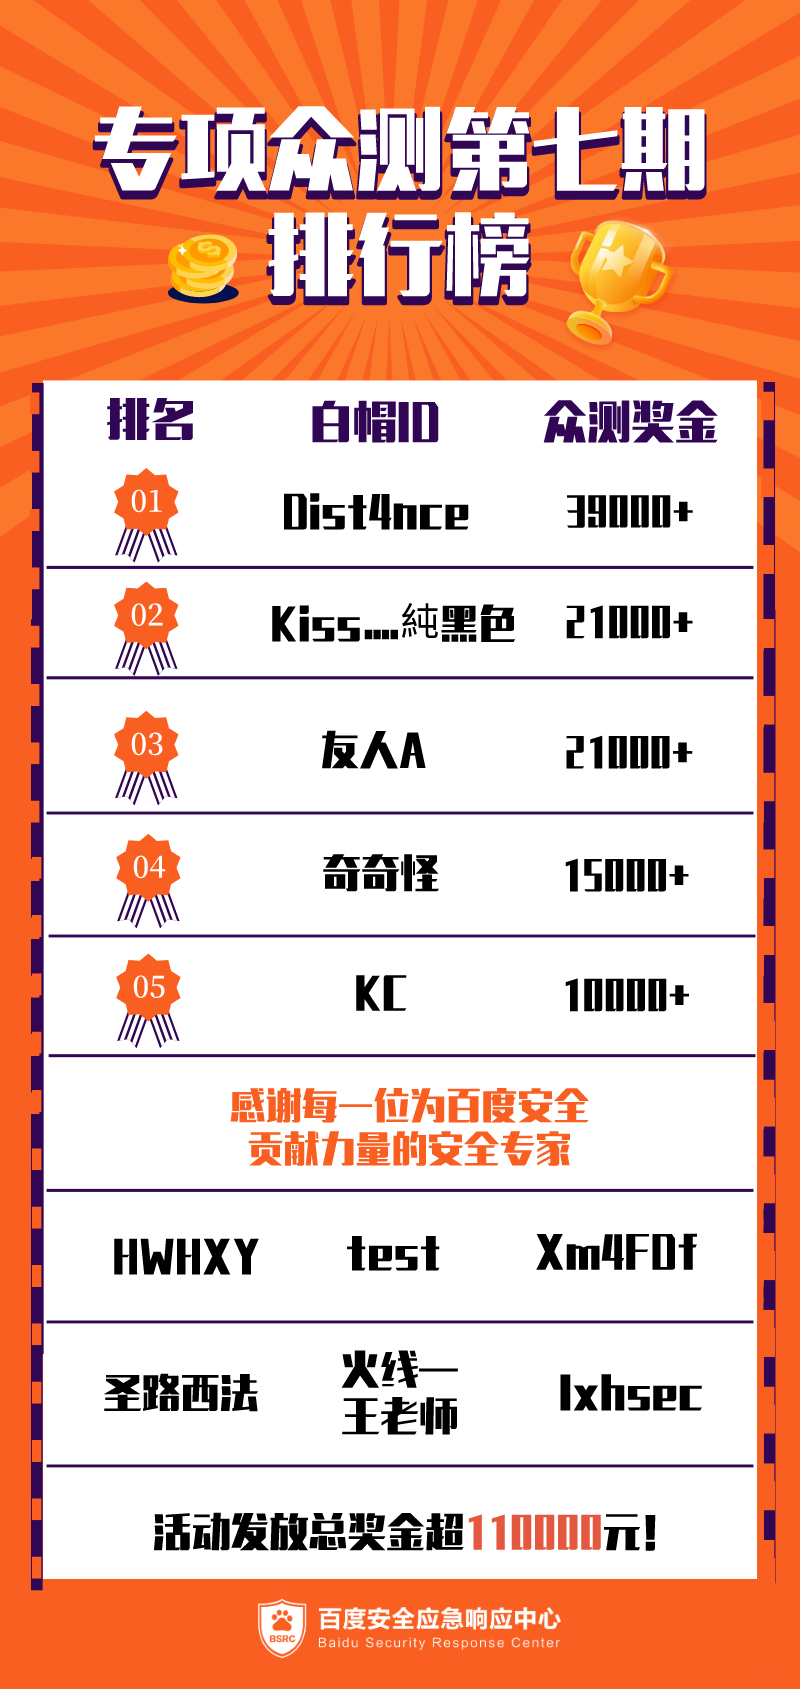 专项众测第七期
排行榜
排名 白帽ID 众测奖金
01 Dist4nce 39000+
02 Kiss....純黑色 21000+
03 友人A 21000+
04 奇奇怪 15000+
05 KC 10000+
感谢每一位为百度安全
贡献力量的安全专家
HWHXY test Xm4FDf
圣路西法 火线—
王老师 lxhsec
活动发放总奖金超110000元!
BSRC 百度安全应急响应中心
Baidu Security Response Center